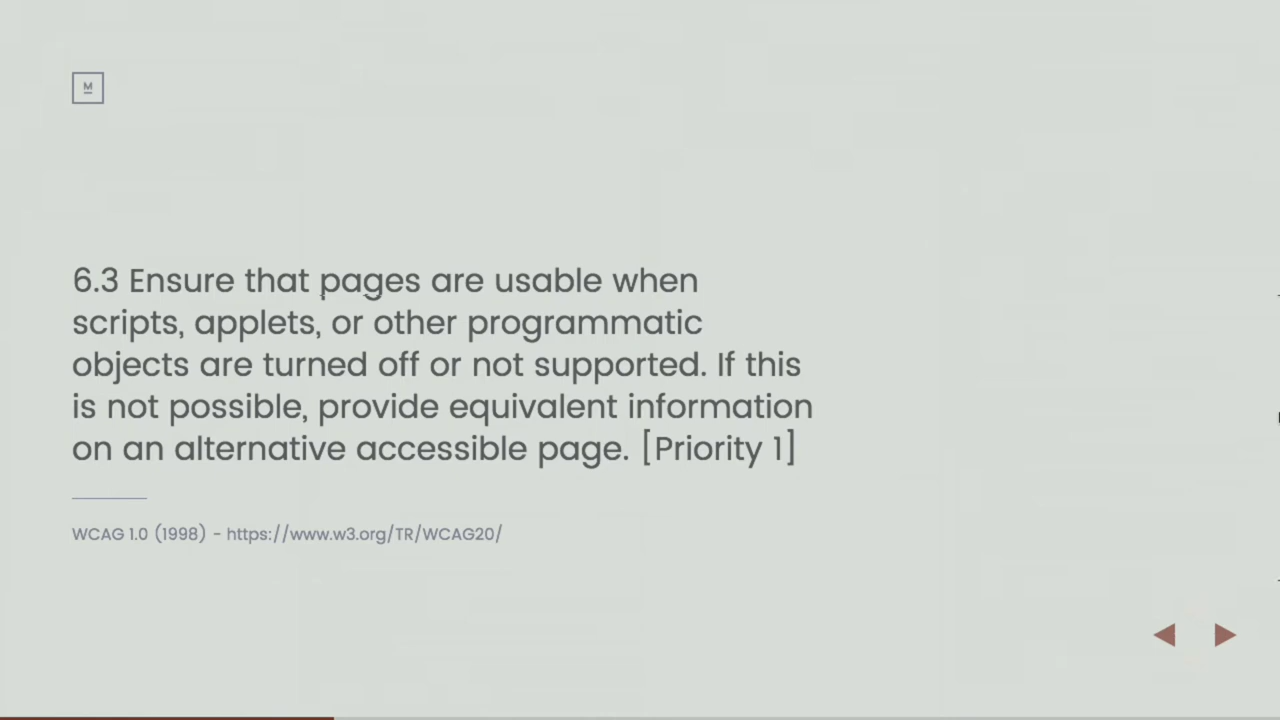 M
6.3 Ensure that pages are usable when
scripts, applets, or other programmatic
objects are turned off or not supported. If this
is not possible, provide equivalent information
on an alternative accessible page. [Priority 1]
WCAG 1.0 (1998) - https://www.w3.org/TR/WCAG20/